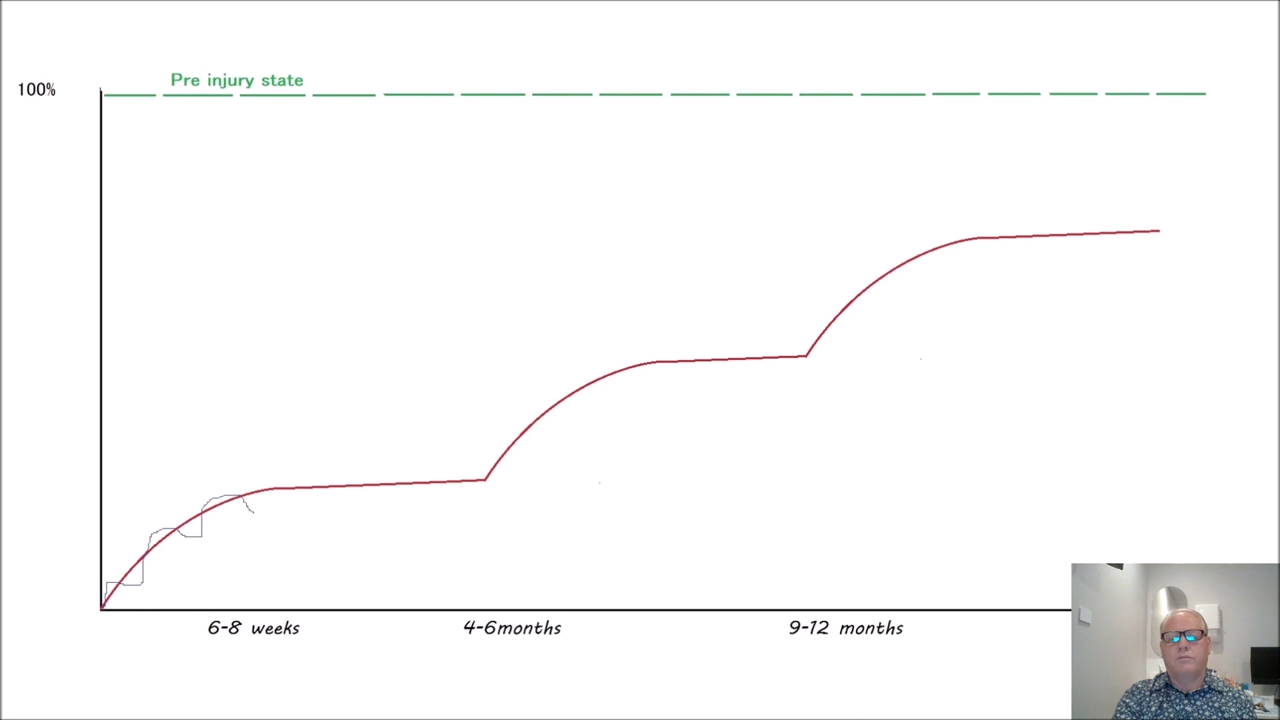 Pre injury state
100%
6-8 weeks
4-6months
9-12 months